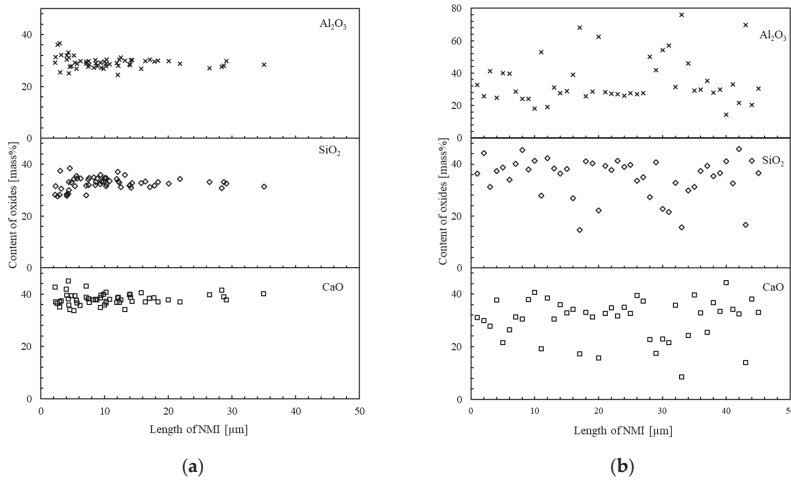 Content of oxides [mass%]
60
Al₂O₃
40
20
0
SiO₂
40
20
0
CaO
40
20
0
0 10 20 30 40 50
Length of NMI [µm]
(a)
Content of oxides [mass%]
80
Al₂O₃
60
40
20
0
SiO₂
40
20
0
CaO
40
20
0
0 10 20 30 40 50
Length of NMI [µm]
(b)